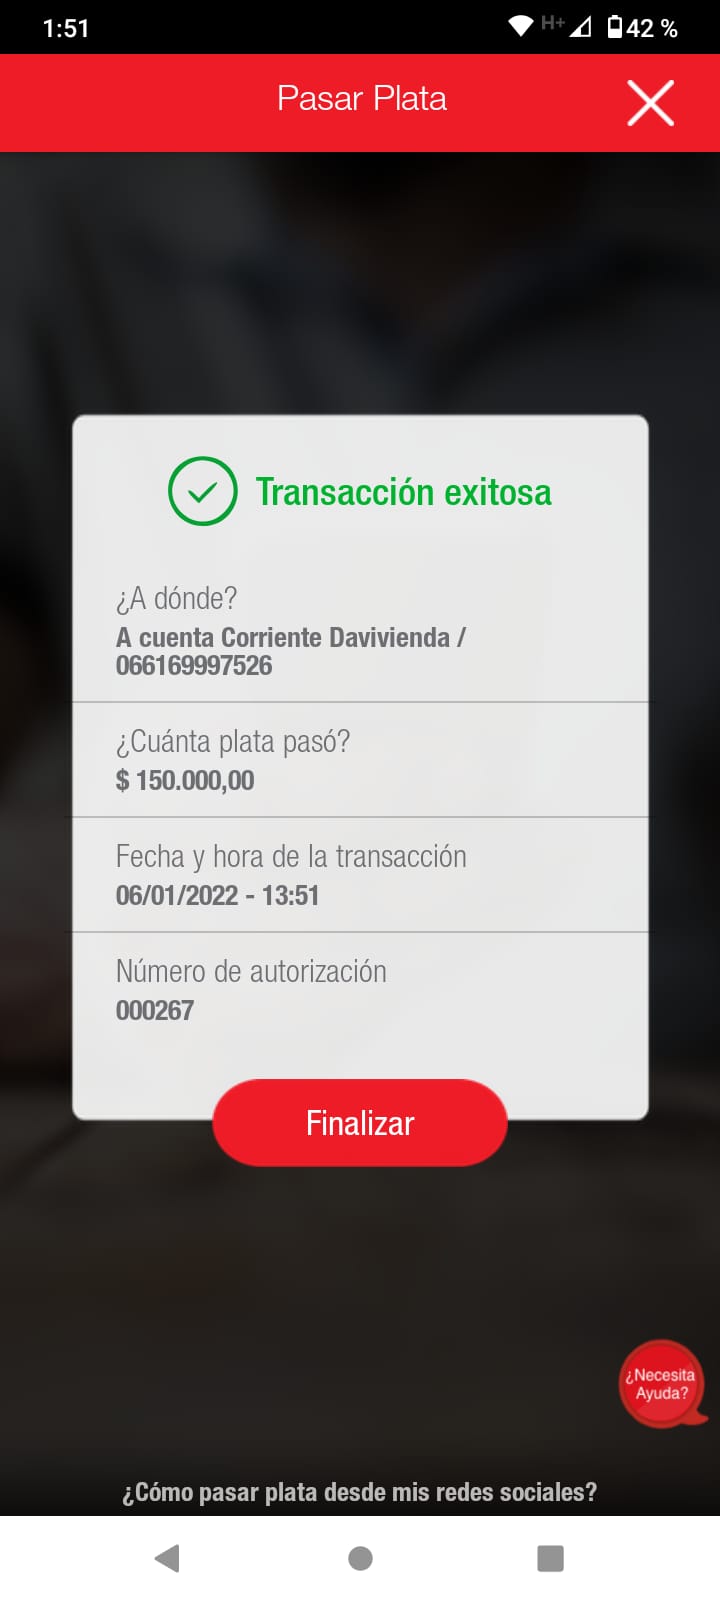 1:51
H+
42 %
Pasar Plata
Transacción exitosa
¿A dónde?
A cuenta Corriente Davivienda /
066169997526
¿Cuánta plata pasó?
$ 150.000,00
Fecha y hora de la transacción
06/01/2022 - 13:51
Número de autorización
000267
Finalizar
¿Necesita
Ayuda?
¿Cómo pasar plata desde mis redes sociales?